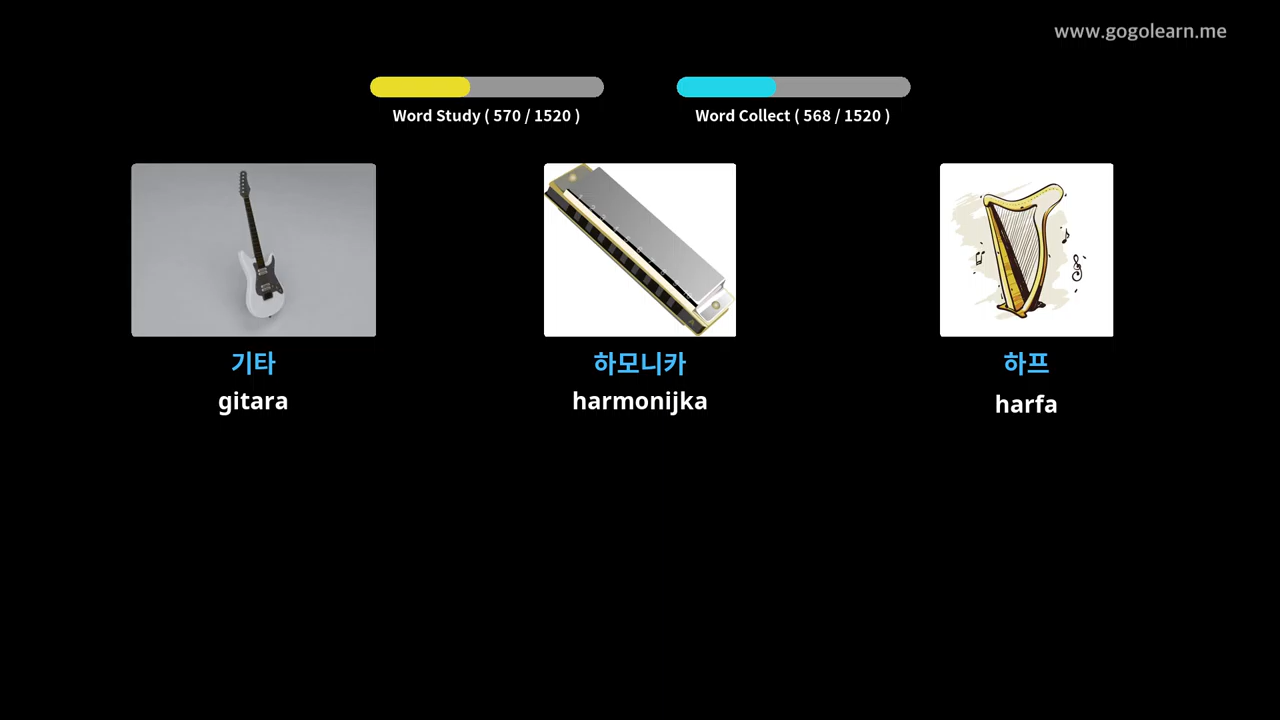 www.gogolearn.me
Word Study ( 570 / 1520 )
Word Collect ( 568 / 1520 )
기타
하모니카
하프
gitara
harmonijka
harfa